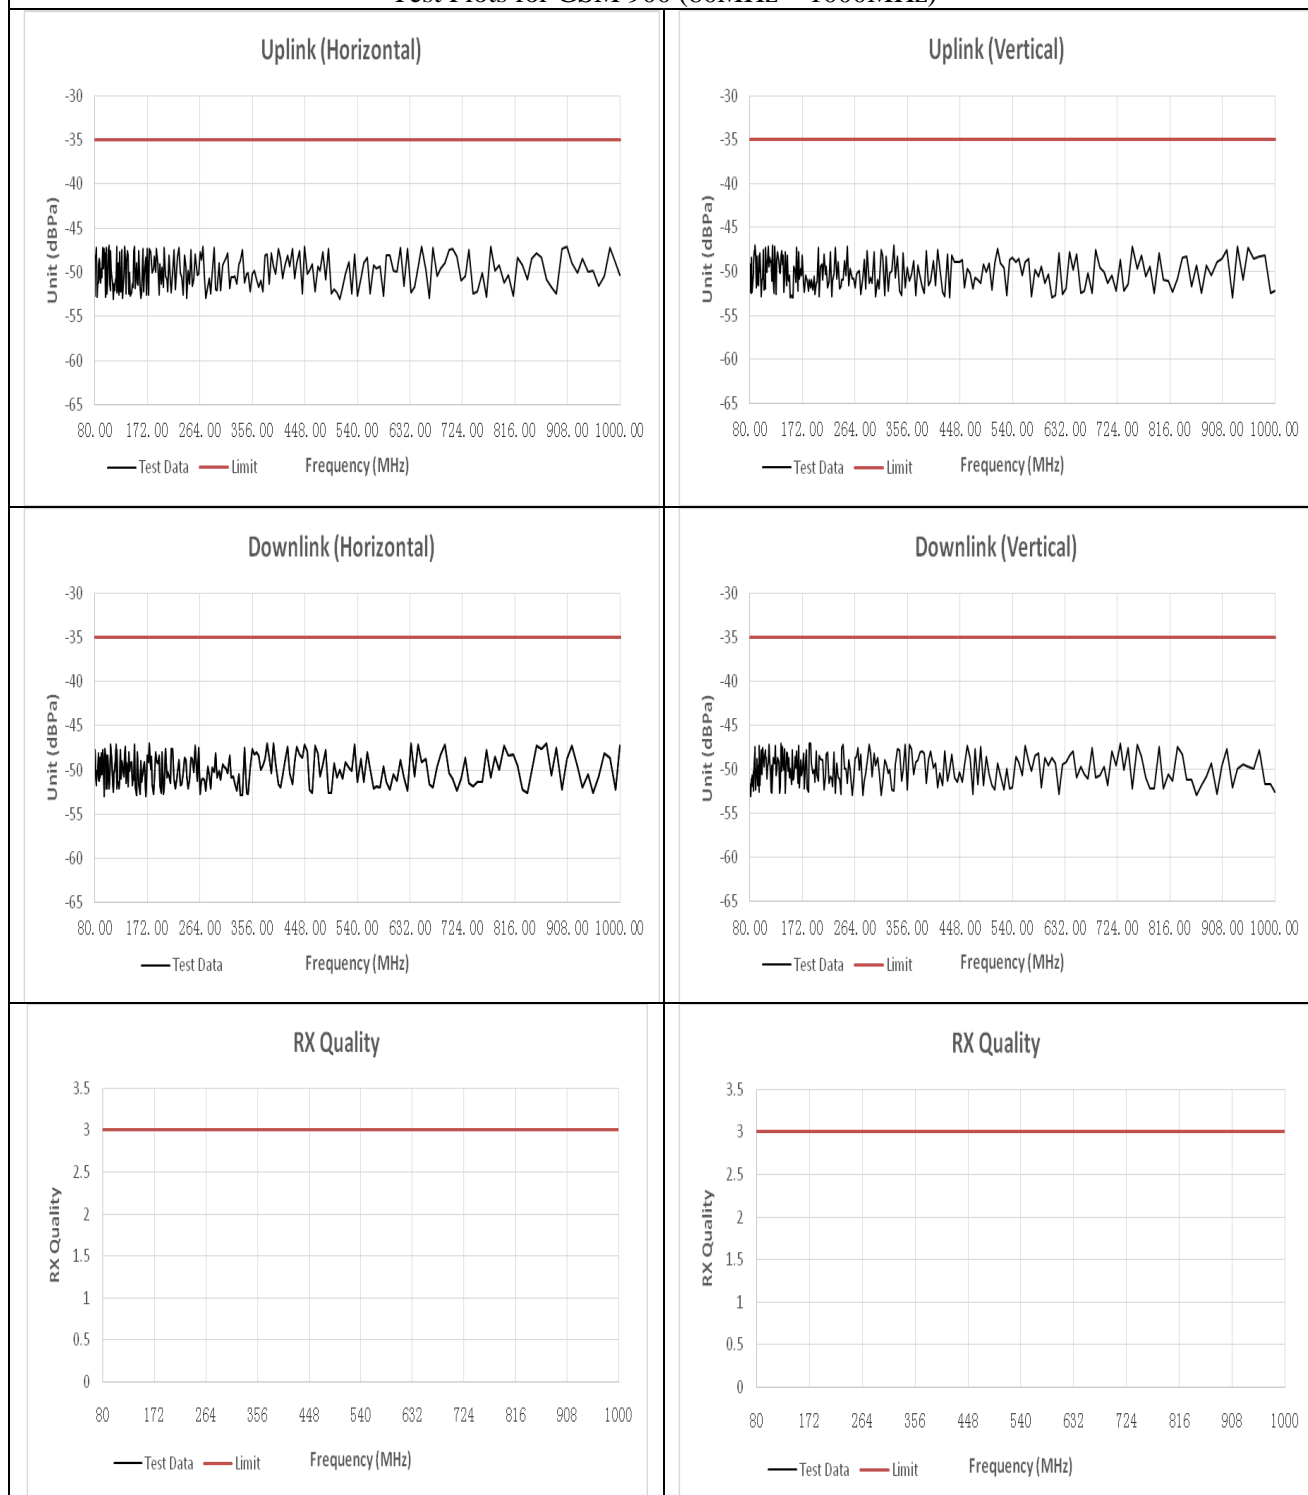 Test Plots for GSM 900 (80MHz – 1000MHz)
Uplink (Horizontal)
-30
-35
-40
-45
-50
-55
-60
-65
Unit (dBPa)
80.00 172.00 264.00 356.00 448.00 540.00 632.00 724.00 816.00 908.00 1000.00
Test Data Limit Frequency (MHz)
Uplink (Vertical)
-30
-35
-40
-45
-50
-55
-60
-65
Unit (dBPa)
80.00 172.00 264.00 356.00 448.00 540.00 632.00 724.00 816.00 908.00 1000.00
Test Data Limit Frequency (MHz)
Downlink (Horizontal)
-30
-35
-40
-45
-50
-55
-60
-65
Unit (dBPa)
80.00 172.00 264.00 356.00 448.00 540.00 632.00 724.00 816.00 908.00 1000.00
Test Data Frequency (MHz)
Downlink (Vertical)
-30
-35
-40
-45
-50
-55
-60
-65
Unit (dBPa)
80.00 172.00 264.00 356.00 448.00 540.00 632.00 724.00 816.00 908.00 1000.00
Test Data Limit Frequency (MHz)
RX Quality
3.5
3
2.5
2
1.5
1
0.5
0
RX Quality
80 172 264 356 448 540 632 724 816 908 1000
Test Data Limit Frequency (MHz)
RX Quality
3.5
3
2.5
2
1.5
1
0.5
0
RX Quality
80 172 264 356 448 540 632 724 816 908 1000
Test Data Limit Frequency (MHz)